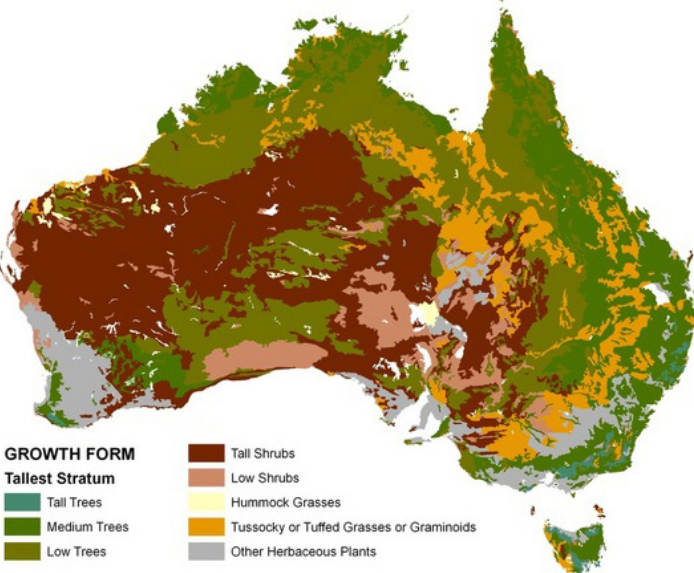 GROWTH FORM
Tallest Stratum
Tall Trees
Medium Trees
Low Trees
Tall Shrubs
Low Shrubs
Hummock Grasses
Tussocky or Tuffed Grasses or Graminoids
Other Herbaceous Plants